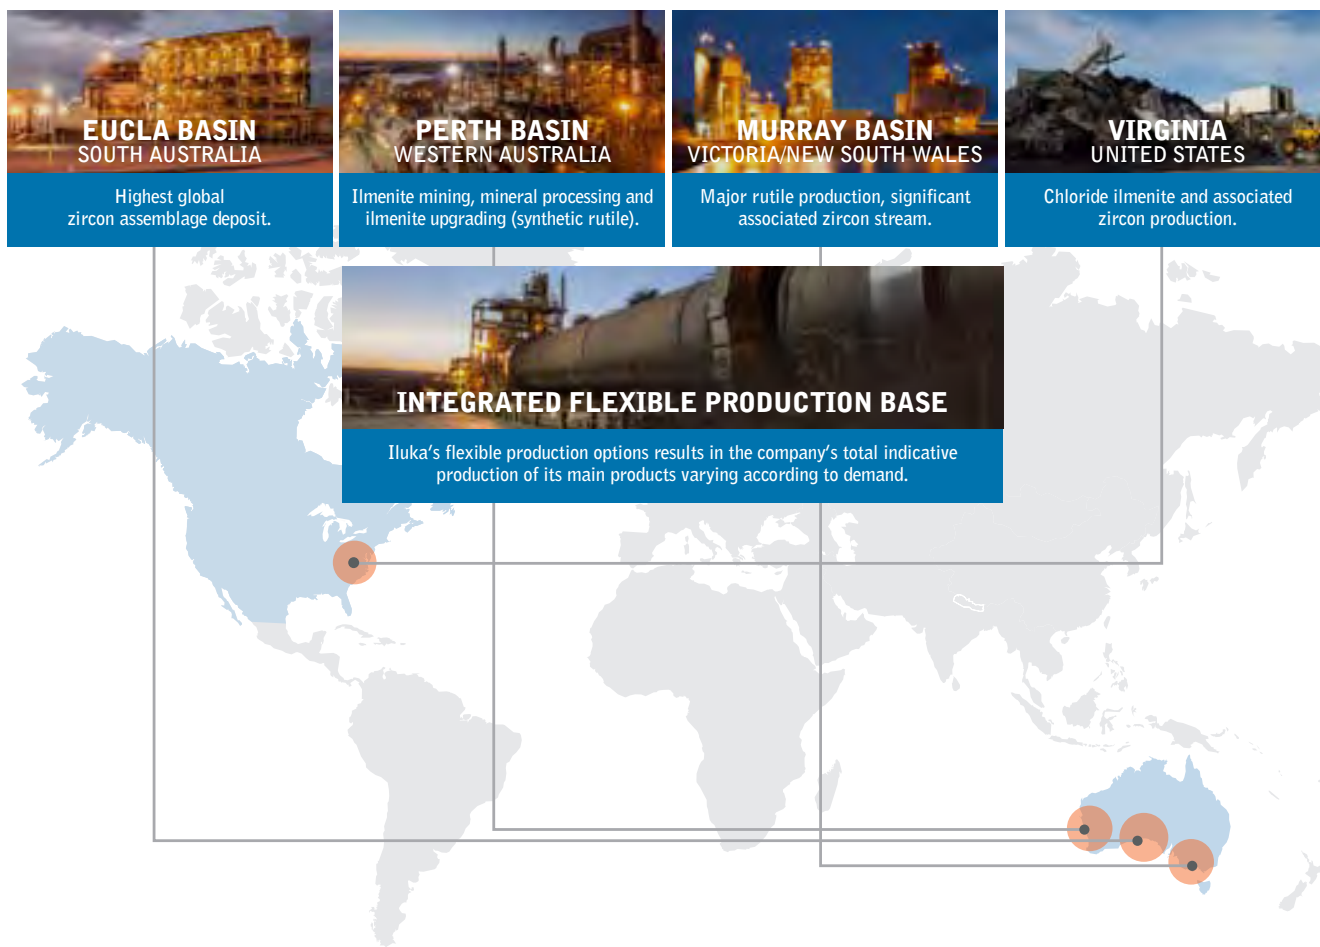 EUCLA BASIN
SOUTH AUSTRALIA
Highest global
zircon assemblage deposit.
PERTH BASIN
WESTERN AUSTRALIA
Ilmenite mining, mineral processing and
ilmenite upgrading (synthetic rutile).
MURRAY BASIN
VICTORIA/NEW SOUTH WALES
Major rutile production, significant
associated zircon stream.
VIRGINIA
UNITED STATES
Chloride ilmenite and associated
zircon production.
INTEGRATED FLEXIBLE PRODUCTION BASE
Iluka’s flexible production options results in the company’s total indicative
production of its main products varying according to demand.